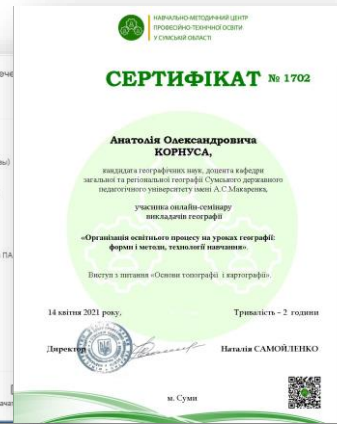 НАВЧАЛЬНО-МЕТОДИЧНИЙ ЦЕНТР
ПРОФЕСІЙНО-ТЕХНІЧНОЇ ОСВІТИ
У СУМСЬКІЙ ОБЛАСТІ
СЕРТИФІКАТ № 1702
Анатолія Олександровича
КОРНУСА,
кандидата географічних наук, доцента кафедри
загальної та регіональної географії Сумського державного
педагогічного університету імені А.С.Макаренка,
учасника онлайн-семінару
викладачів географії
«Організація освітнього процесу на уроках географії:
форми і методи, технології навчання».
Виступ з питання «Основи топографії і картографії».
14 квітня 2021 року,
Тривалість – 2 години
Директор
Наталія САМОЙЛЕНКО
м. Суми